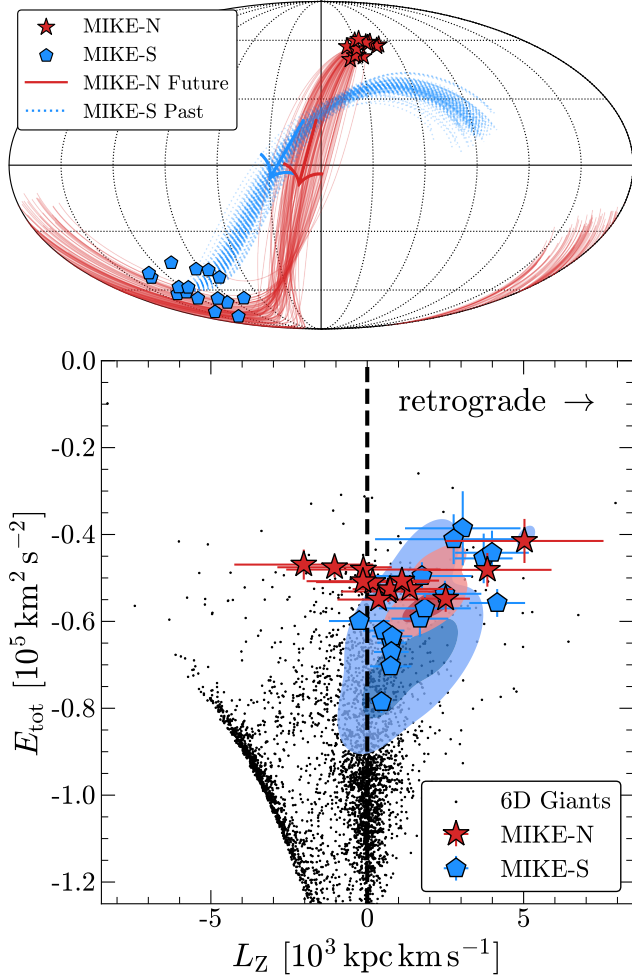 MIKE-N
MIKE-S
MIKE-N Future
MIKE-S Past
retrograde →
0.0
-0.2
-0.4
-0.6
-0.8
-1.0
-1.2
E_tot [10^5 km^2 s^−2]
6D Giants
MIKE-N
MIKE-S
-5 0 5
L_Z [10^3 kpc km s^−1]